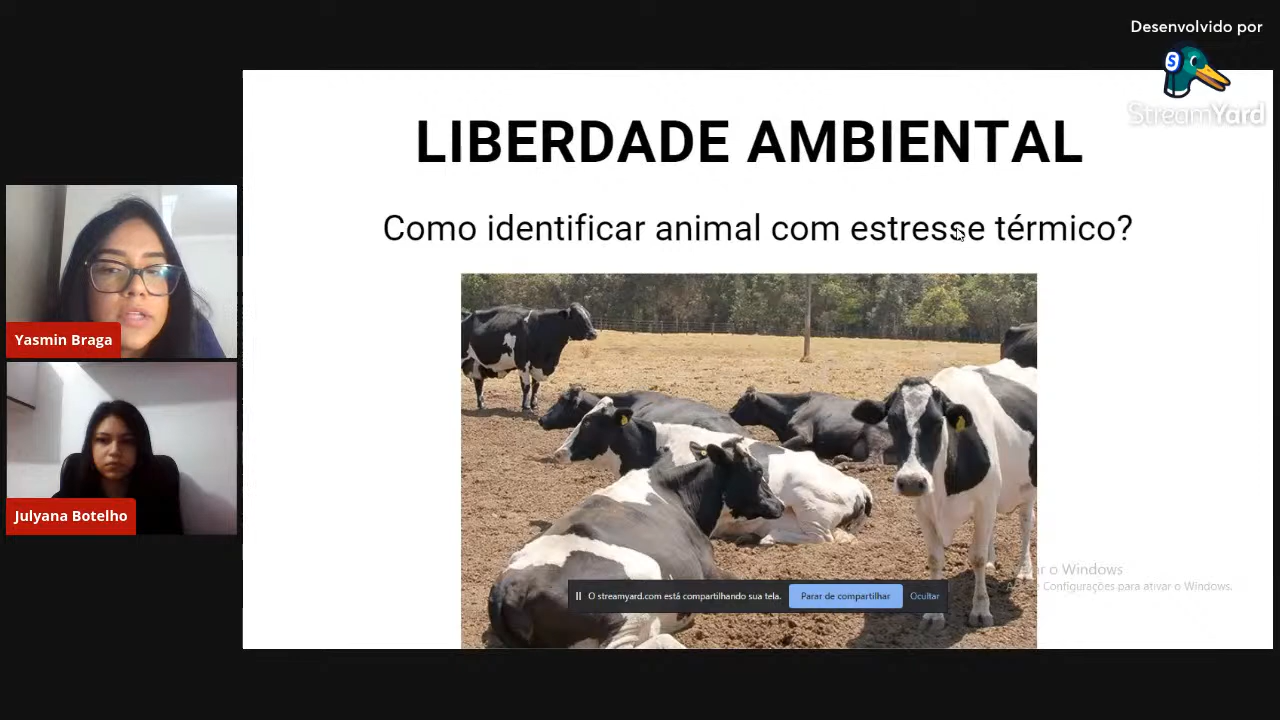 Desenvolvido por
StreamYard
LIBERDADE AMBIENTAL
Como identificar animal com estresse térmico?
Yasmin Braga
Julyana Botelho
o Windows
Configurações para ativar o Windows.
O streamyard.com está compartilhando sua tela.
Parar de compartilhar
Ocultar